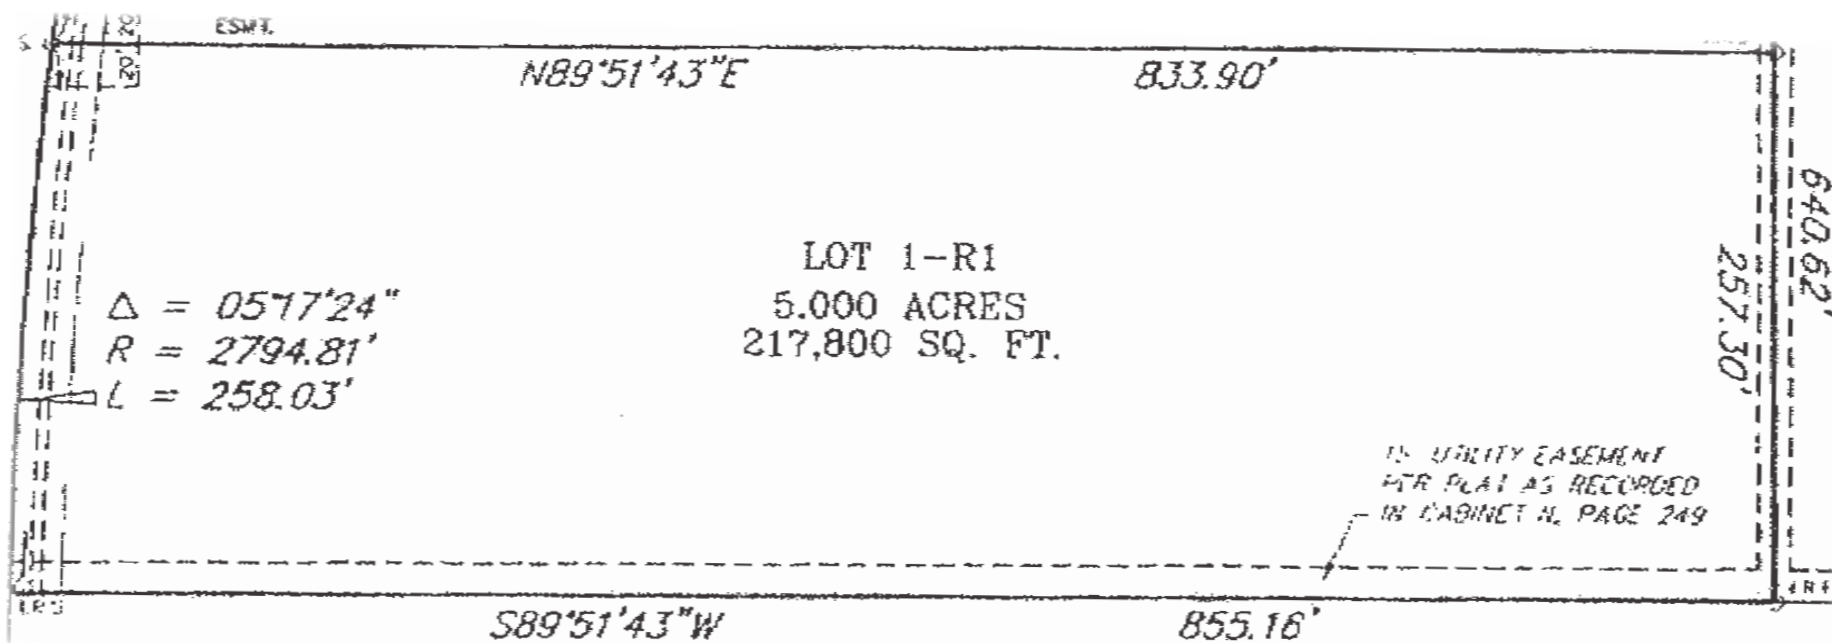 ESMT.
20'
N89°51'43"E
833.90'
640.62'
257.30'
LOT 1-R1
5.000 ACRES
217,800 SQ. FT.
Δ = 05°17'24"
R = 2794.81'
L = 258.03'
UTILITY EASEMENT
PER PLAT AS RECORDED
IN CABINET N, PAGE 249
S89°51'43"W
855.16'